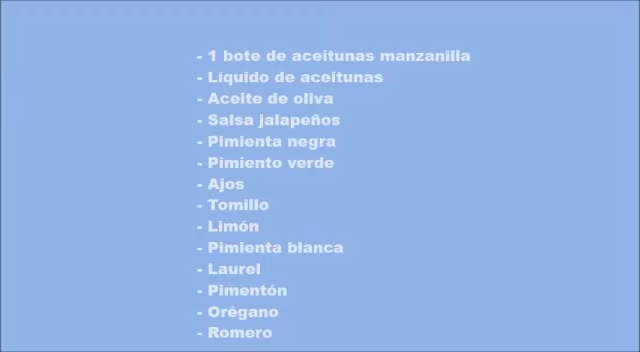 - 1 bote de aceitunas manzanilla
- Líquido de aceitunas
- Aceite de oliva
- Salsa jalapeños
- Pimienta negra
- Pimiento verde
- Ajos
- Tomillo
- Limón
- Pimienta blanca
- Laurel
- Pimentón
- Orégano
- Romero